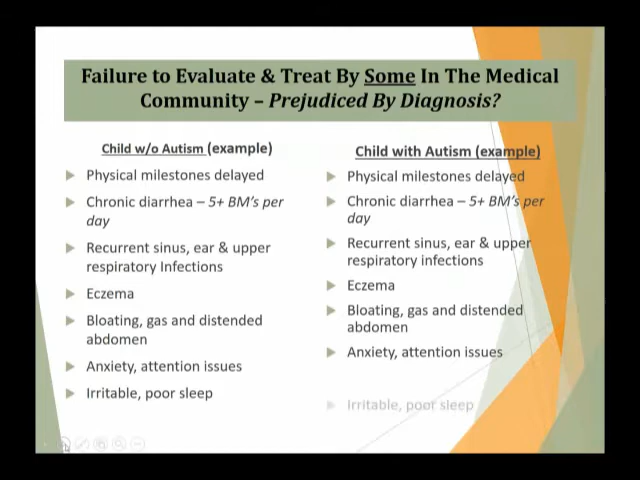 Failure to Evaluate & Treat By Some In The Medical
Community – Prejudiced By Diagnosis?
Child w/o Autism (example)
Physical milestones delayed
Chronic diarrhea – 5+ BM's per
day
Recurrent sinus, ear & upper
respiratory Infections
Eczema
Bloating, gas and distended
abdomen
Anxiety, attention issues
Irritable, poor sleep
Child with Autism (example)
Physical milestones delayed
Chronic diarrhea – 5+ BM's per
day
Recurrent sinus, ear & upper
respiratory infections
Eczema
Bloating, gas and distended
abdomen
Anxiety, attention issues
Irritable, poor sleep